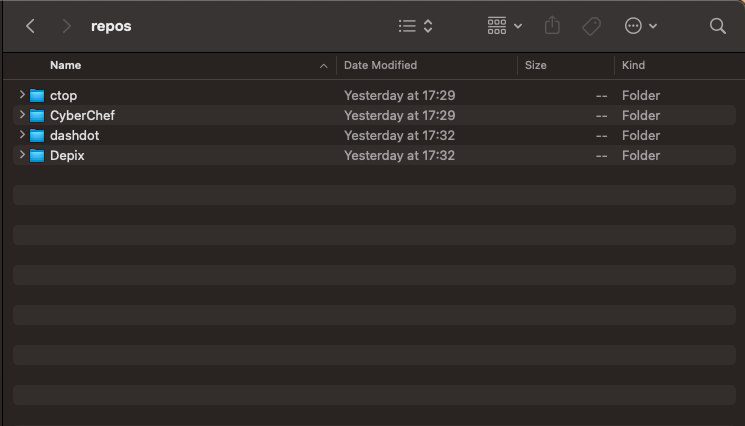 repos
Name Date Modified Size Kind
ctop Yesterday at 17:29 -- Folder
CyberChef Yesterday at 17:29 -- Folder
dashdot Yesterday at 17:32 -- Folder
Depix Yesterday at 17:32 -- Folder